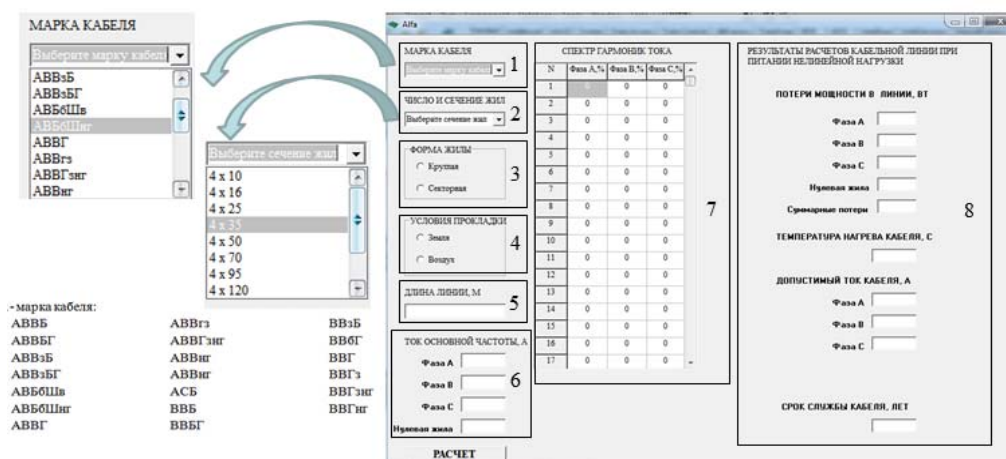 МАРКА КАБЕЛЯ
Выберите марку кабеля
АВВзБ
АВВзБГ
АВБбШв
АВБбШнг
АВВГ
АВВгз
АВВГзнг
АВВнг
Выберите сечение жил
4 x 10
4 x 16
4 x 25
4 x 35
4 x 50
4 x 70
4 x 95
4 x 120
- марка кабеля:
АВВБ АВВгз ВВзБ
АВВБГ АВВГзнг ВВбГ
АВВзБ АВВнг ВВГ
АВВзБГ АВВнг ВВГз
АВБбШв АСБ ВВГзнг
АВБбШнг ВВБ ВВГнг
АВВГ ВВБГ
Alfa
МАРКА КАБЕЛЯ
Выберите марку кабел
1
ЧИСЛО И СЕЧЕНИЕ ЖИЛ
Выберите сечение жил
2
ФОРМА ЖИЛЫ
Круглая
Секторная
3
УСЛОВИЯ ПРОКЛАДКИ
Земля
Воздух
4
ДЛИНА ЛИНИИ, М
5
ТОК ОСНОВНОЙ ЧАСТОТЫ, А
Фаза А
Фаза В
Фаза С
Нулевая жила
6
РАСЧЕТ
СПЕКТР ГАРМОНИК ТОКА
N Фаза А,% Фаза В,% Фаза С,%
1 0 0 0
2 0 0 0
3 0 0 0
4 0 0 0
5 0 0 0
6 0 0 0
7 0 0 0
8 0 0 0
9 0 0 0
10 0 0 0
11 0 0 0
12 0 0 0
13 0 0 0
14 0 0 0
15 0 0 0
16 0 0 0
17 0 0 0
7
РЕЗУЛЬТАТЫ РАСЧЕТОВ КАБЕЛЬНОЙ ЛИНИИ ПРИ
ПИТАНИИ НЕЛИНЕЙНОЙ НАГРУЗКИ
ПОТЕРИ МОЩНОСТИ В ЛИНИИ, ВТ
Фаза А
Фаза В
Фаза С
Нулевая жила
Суммарные потери
8
ТЕМПЕРАТУРА НАГРЕВА КАБЕЛЯ, С
ДОПУСТИМЫЙ ТОК КАБЕЛЯ, А
Фаза А
Фаза В
Фаза С
СРОК СЛУЖБЫ КАБЕЛЯ, ЛЕТ